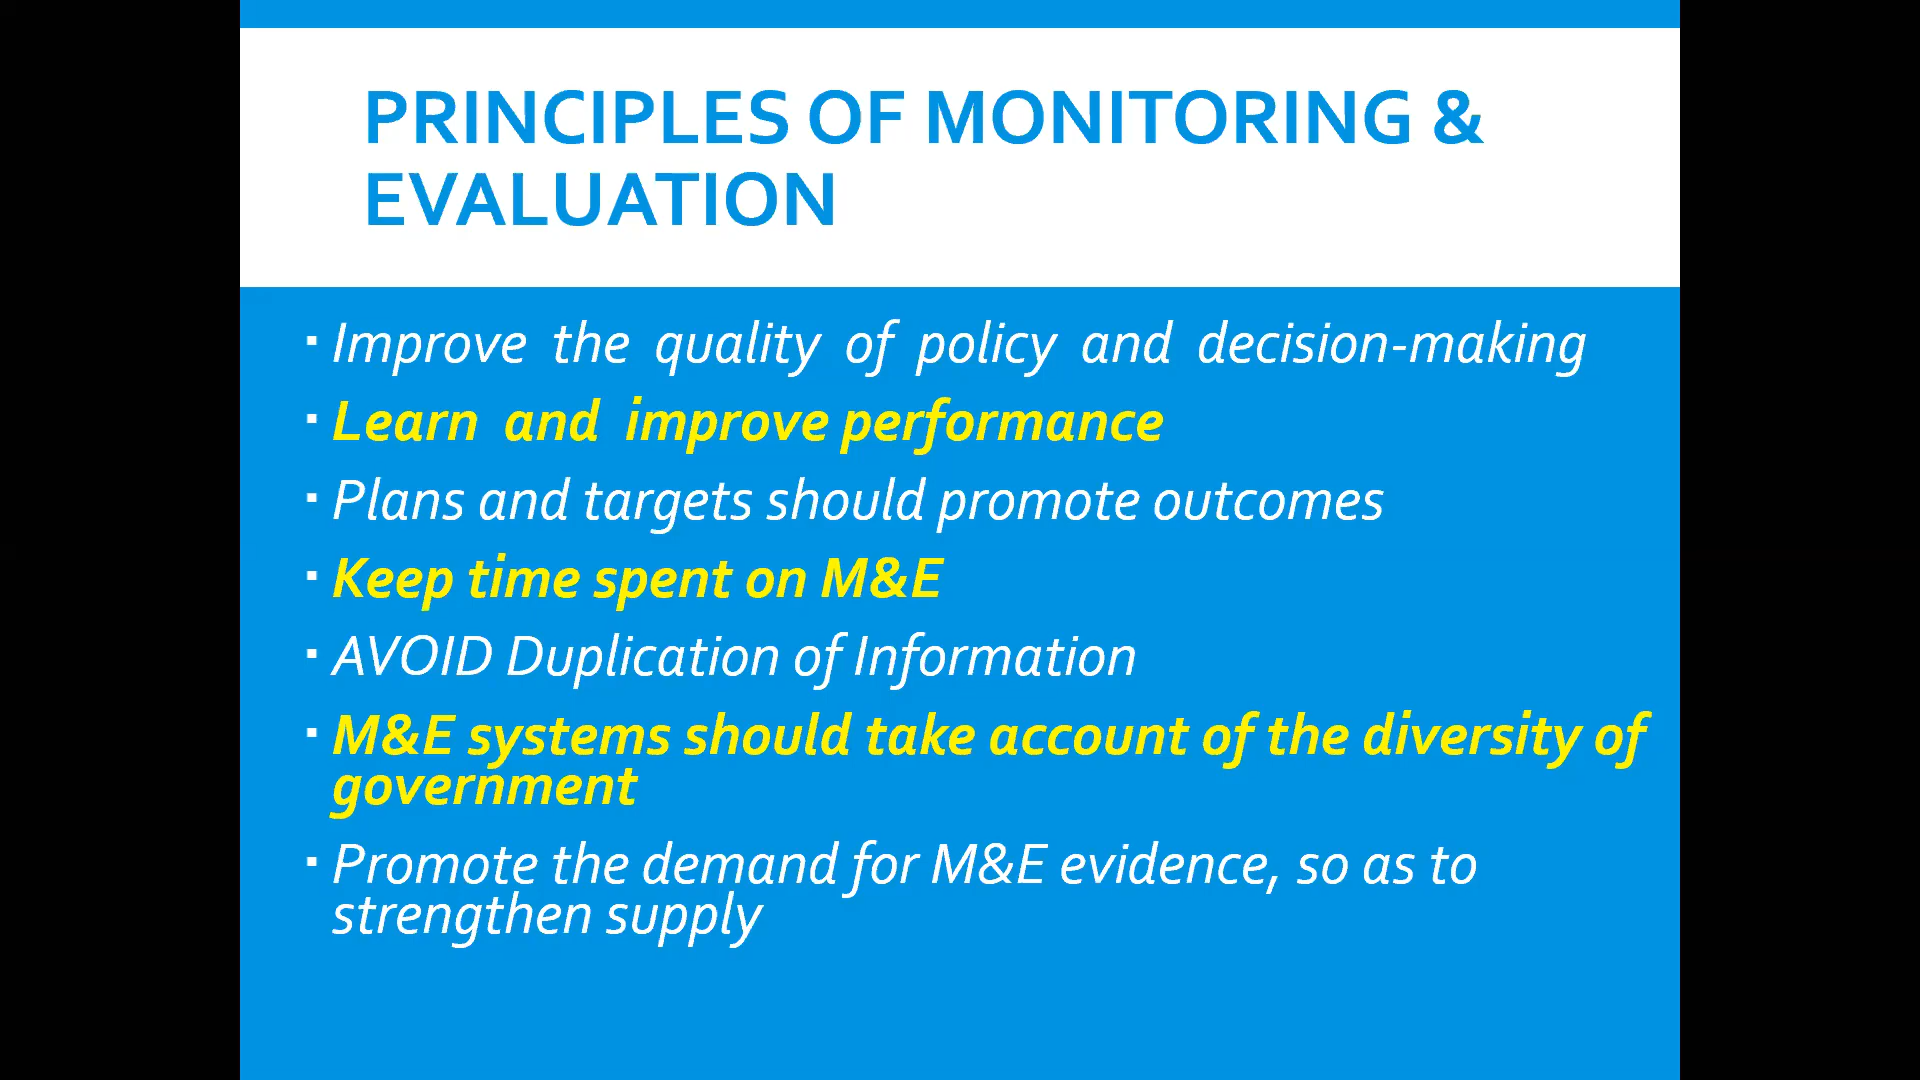 PRINCIPLES OF MONITORING &
EVALUATION
▪ Improve the quality of policy and decision-making
▪ Learn and improve performance
▪ Plans and targets should promote outcomes
▪ Keep time spent on M&E
▪ AVOID Duplication of Information
▪ M&E systems should take account of the diversity of
government
▪ Promote the demand for M&E evidence, so as to
strengthen supply